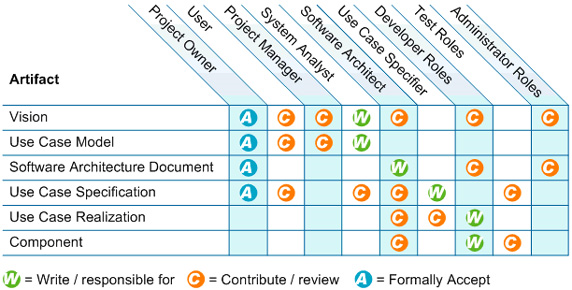 Project Owner
User
Project Manager
System Analyst
Software Architect
Use Case Specifier
Developer Roles
Test Roles
Administrator Roles
Artifact
Vision A C C W C C C
Use Case Model A C C W
Software Architecture Document A W C C
Use Case Specification A C C C W C
Use Case Realization C C W
Component C W C
W = Write / responsible for C = Contribute / review A = Formally Accept